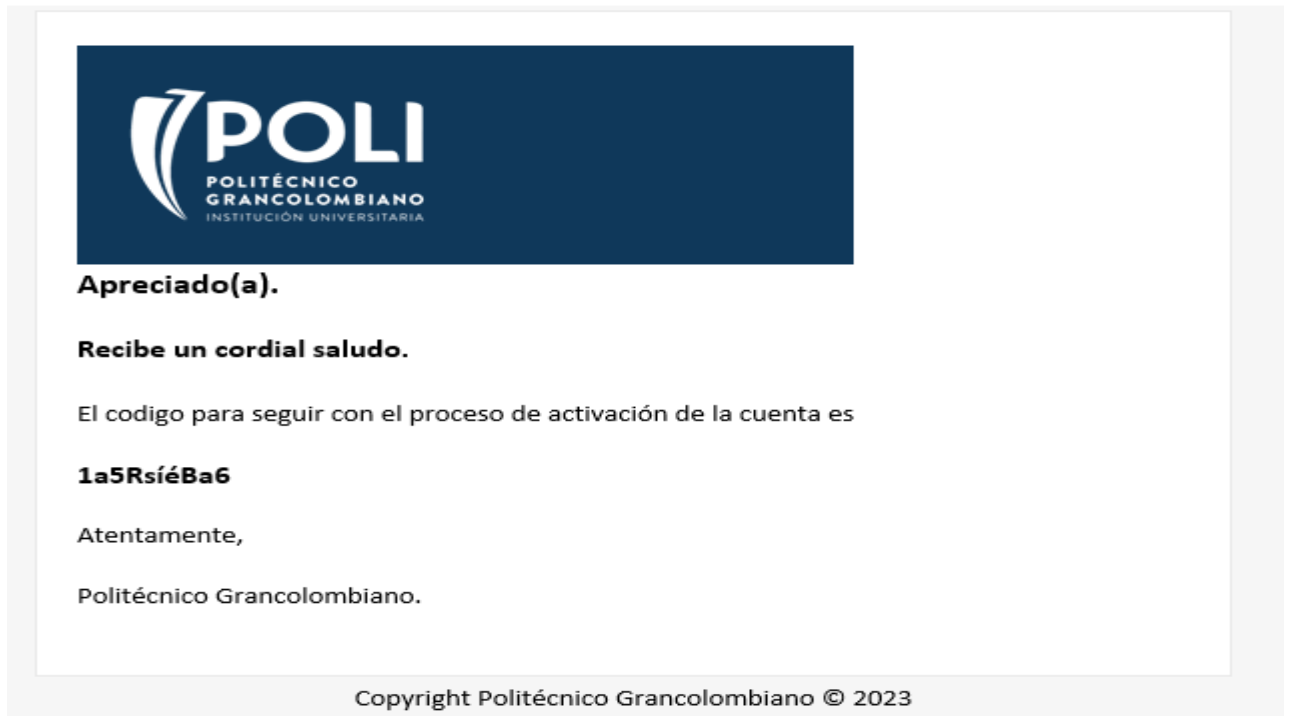 POLI
POLITÉCNICO
GRANCOLOMBIANO
INSTITUCIÓN UNIVERSITARIA
Apreciado(a).
Recibe un cordial saludo.
El codigo para seguir con el proceso de activación de la cuenta es
1a5RsíéBa6
Atentamente,
Politécnico Grancolombiano.
Copyright Politécnico Grancolombiano © 2023